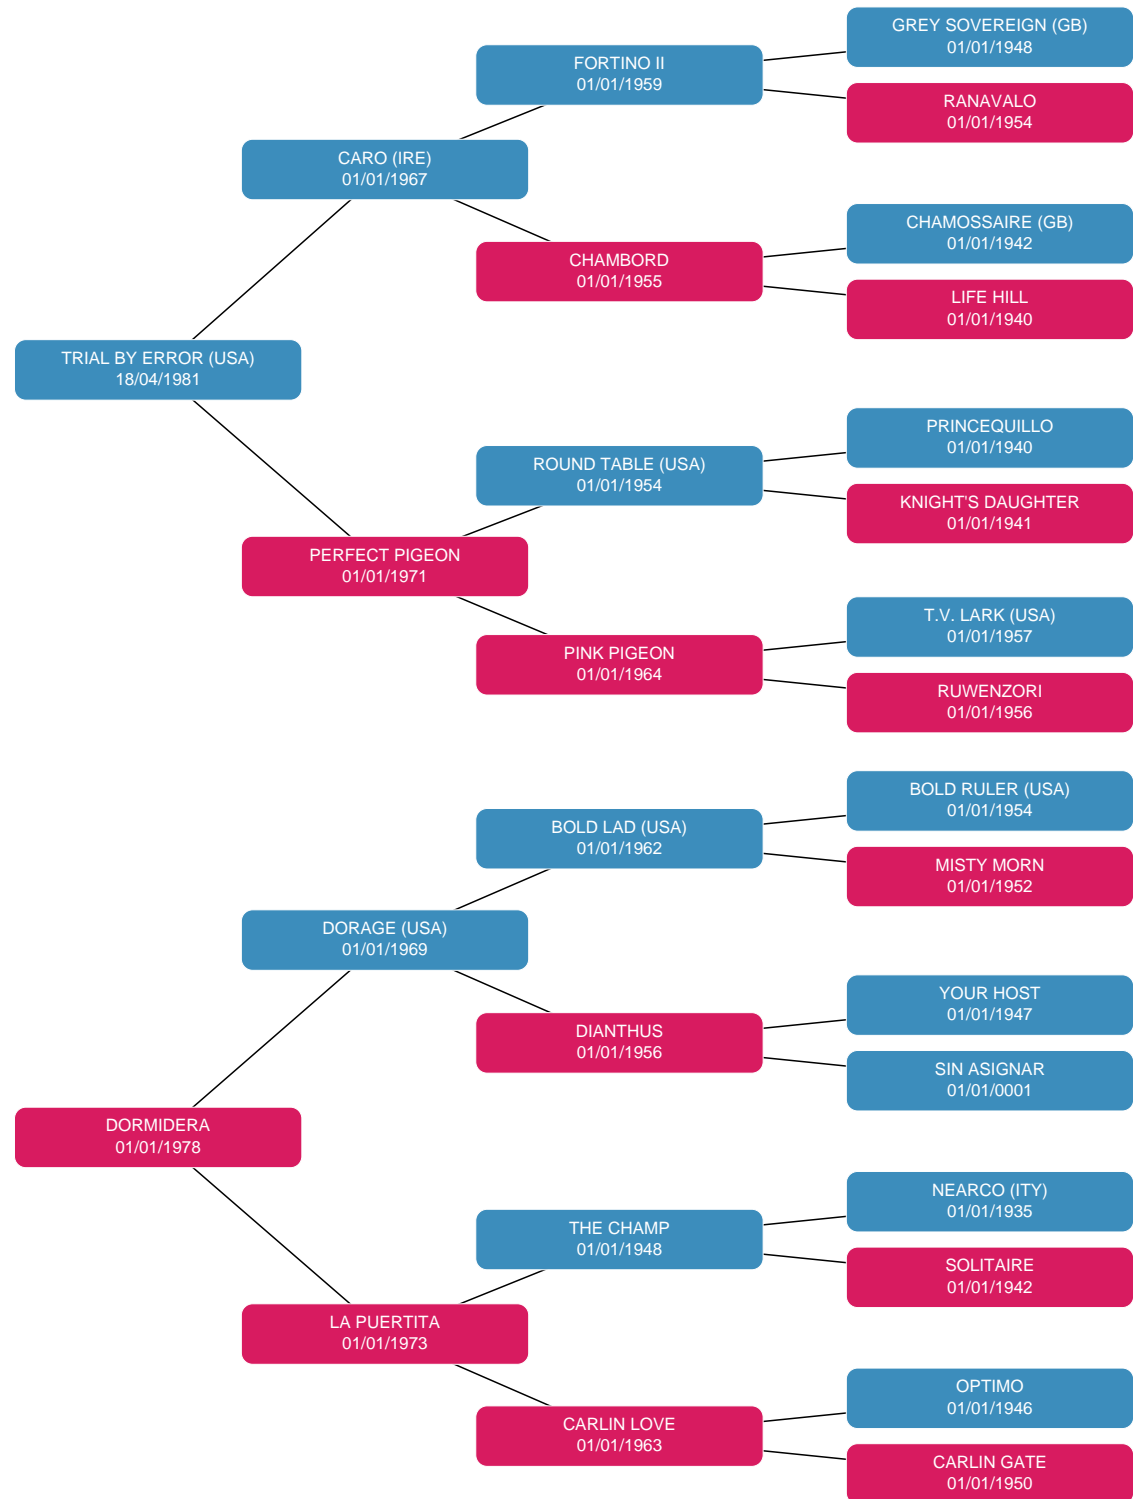 GREY SOVEREIGN (GB)
01/01/1948
FORTINO II
01/01/1959
RANAVALO
01/01/1954
CARO (IRE)
01/01/1967
CHAMOSSAIRE (GB)
01/01/1942
CHAMBORD
01/01/1955
LIFE HILL
01/01/1940
TRIAL BY ERROR (USA)
18/04/1981
PRINCEQUILLO
01/01/1940
ROUND TABLE (USA)
01/01/1954
KNIGHT'S DAUGHTER
01/01/1941
PERFECT PIGEON
01/01/1971
T.V. LARK (USA)
01/01/1957
PINK PIGEON
01/01/1964
RUWENZORI
01/01/1956
BOLD RULER (USA)
01/01/1954
BOLD LAD (USA)
01/01/1962
MISTY MORN
01/01/1952
DORAGE (USA)
01/01/1969
YOUR HOST
01/01/1947
DIANTHUS
01/01/1956
SIN ASIGNAR
01/01/0001
DORMIDERA
01/01/1978
NEARCO (ITY)
01/01/1935
THE CHAMP
01/01/1948
SOLITAIRE
01/01/1942
LA PUERTITA
01/01/1973
OPTIMO
01/01/1946
CARLIN LOVE
01/01/1963
CARLIN GATE
01/01/1950